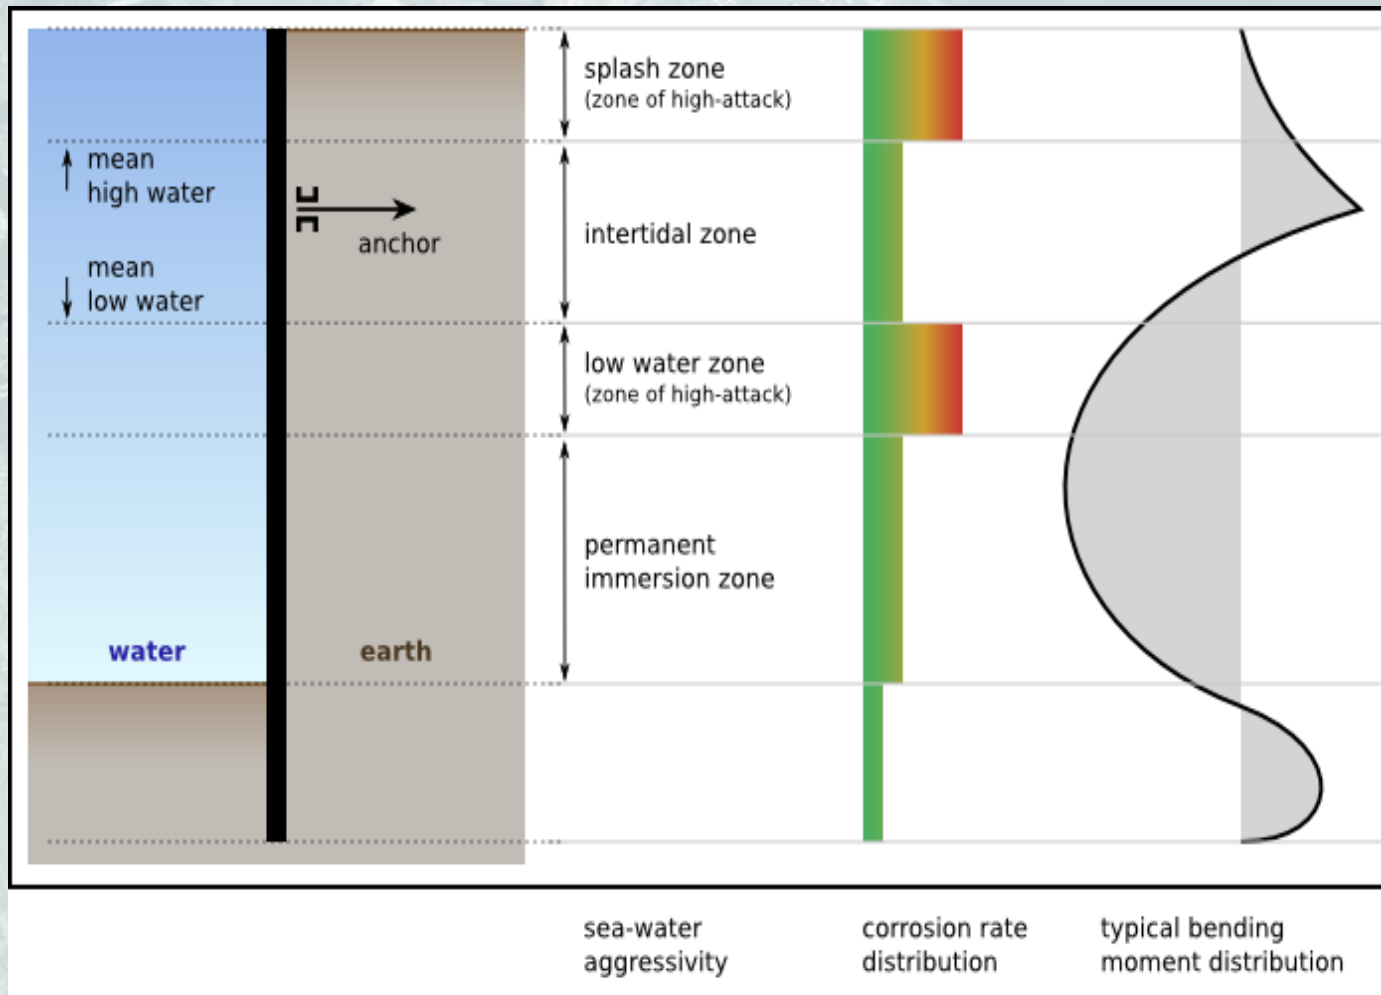 splash zone
(zone of high-attack)
mean
high water
anchor
intertidal zone
mean
low water
low water zone
(zone of high-attack)
permanent
immersion zone
water
earth
sea-water
aggressivity
corrosion rate
distribution
typical bending
moment distribution